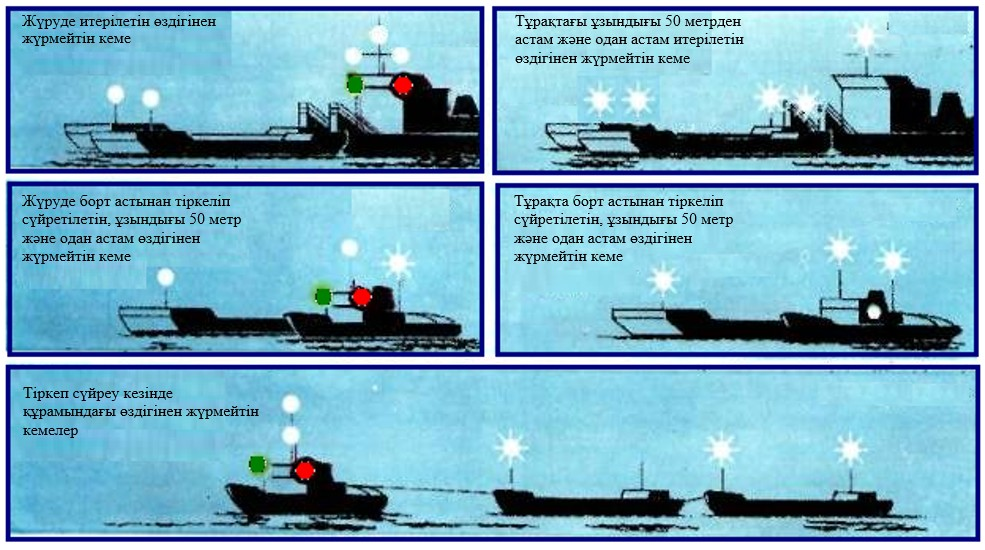 Жүруде итерілетін өздігінен
жүрмейтін кеме
Тұрақтағы ұзындығы 50 метрден
астам және одан астам итерілетін
өздігінен жүрмейтін кеме
Жүруде борт астынан тіркеліп
сүйретілетін, ұзындығы 50 метр
және одан астам өздігінен
жүрмейтін кеме
Тұрақта борт астынан тіркеліп
сүйретілетін, ұзындығы 50 метр
және одан астам өздігінен
жүрмейтін кеме
Тіркеп сүйреу кезінде
құрамындағы өздігінен жүрмейтін
кемелер